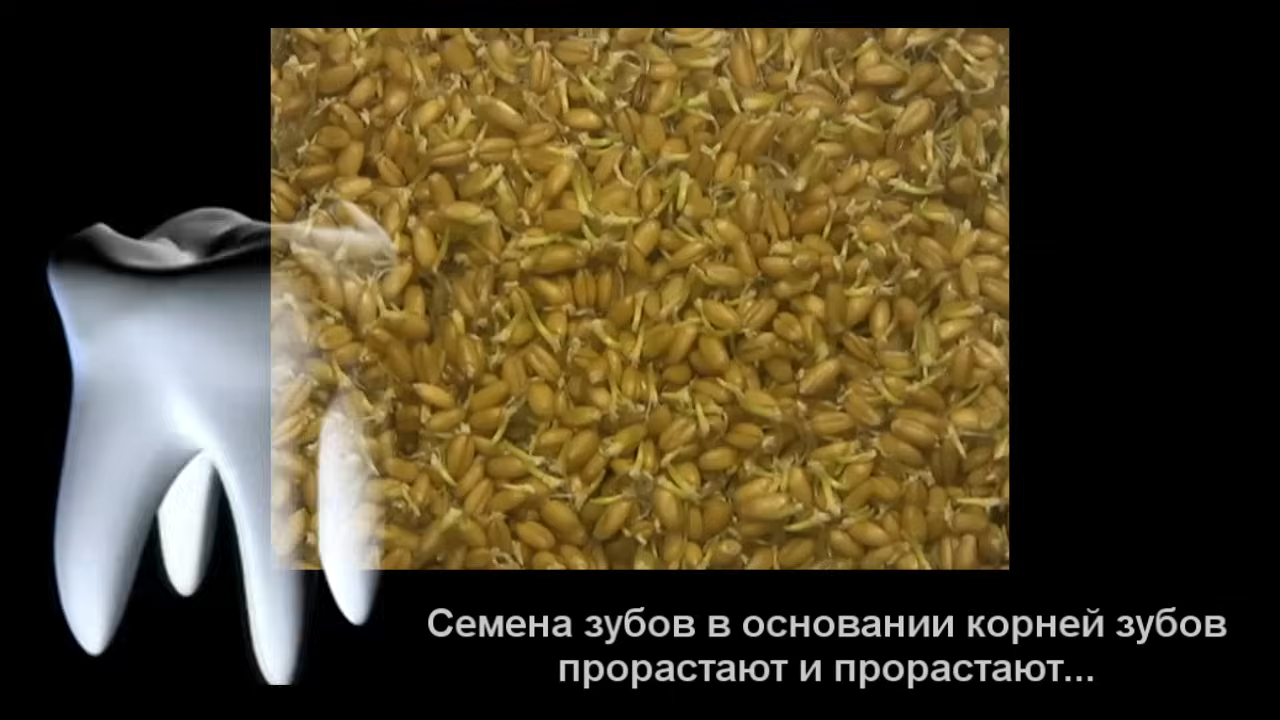 Семена зубов в основании корней зубов
прорастают и прорастают...